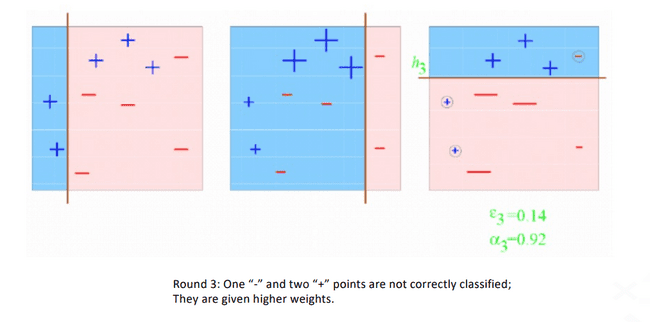 h3
ε3=0.14
α3=0.92
Round 3: One “-” and two “+” points are not correctly classified;
They are given higher weights.